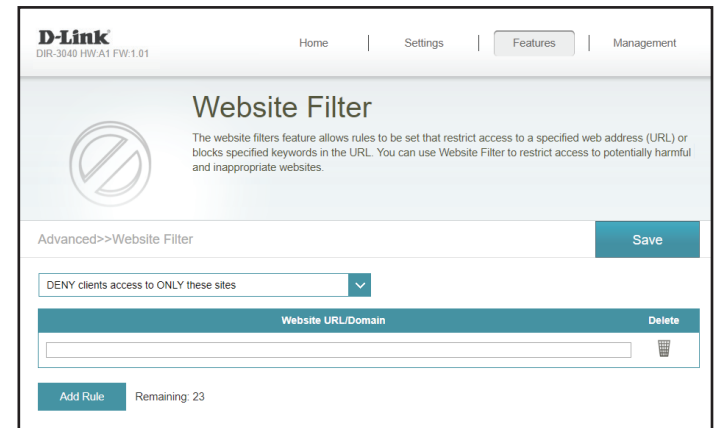 D-Link
DIR-3040 HW:A1 FW:1.01
Home
Settings
Features
Management
Website Filter
The website filters feature allows rules to be set that restrict access to a specified web address (URL) or
blocks specified keywords in the URL. You can use Website Filter to restrict access to potentially harmful
and inappropriate websites.
Advanced>>Website Filter
Save
DENY clients access to ONLY these sites
Website URL/Domain
Delete
Add Rule
Remaining: 23